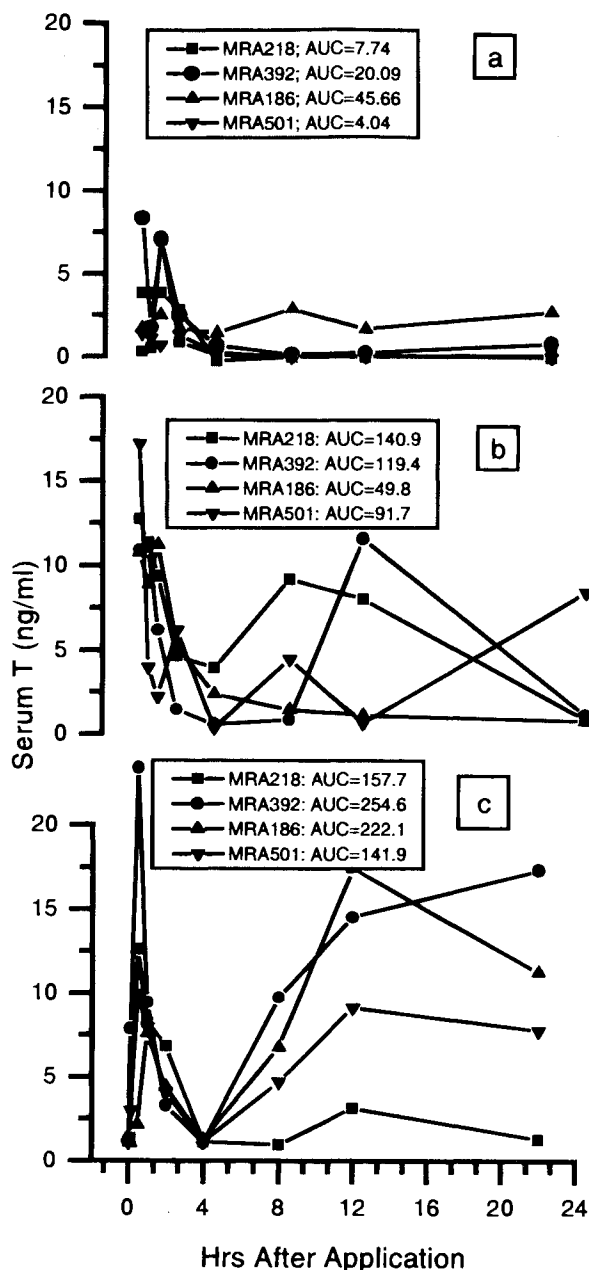 20
15
10
5
0
MRA218; AUC=7.74
MRA392; AUC=20.09
MRA186; AUC=45.66
MRA501; AUC=4.04
a
20
15
10
5
0
MRA218: AUC=140.9
MRA392: AUC=119.4
MRA186: AUC=49.8
MRA501: AUC=91.7
b
Serum T (ng/ml)
20
15
10
5
0
MRA218: AUC=157.7
MRA392: AUC=254.6
MRA186: AUC=222.1
MRA501: AUC=141.9
c
0 4 8 12 16 20 24
Hrs After Application